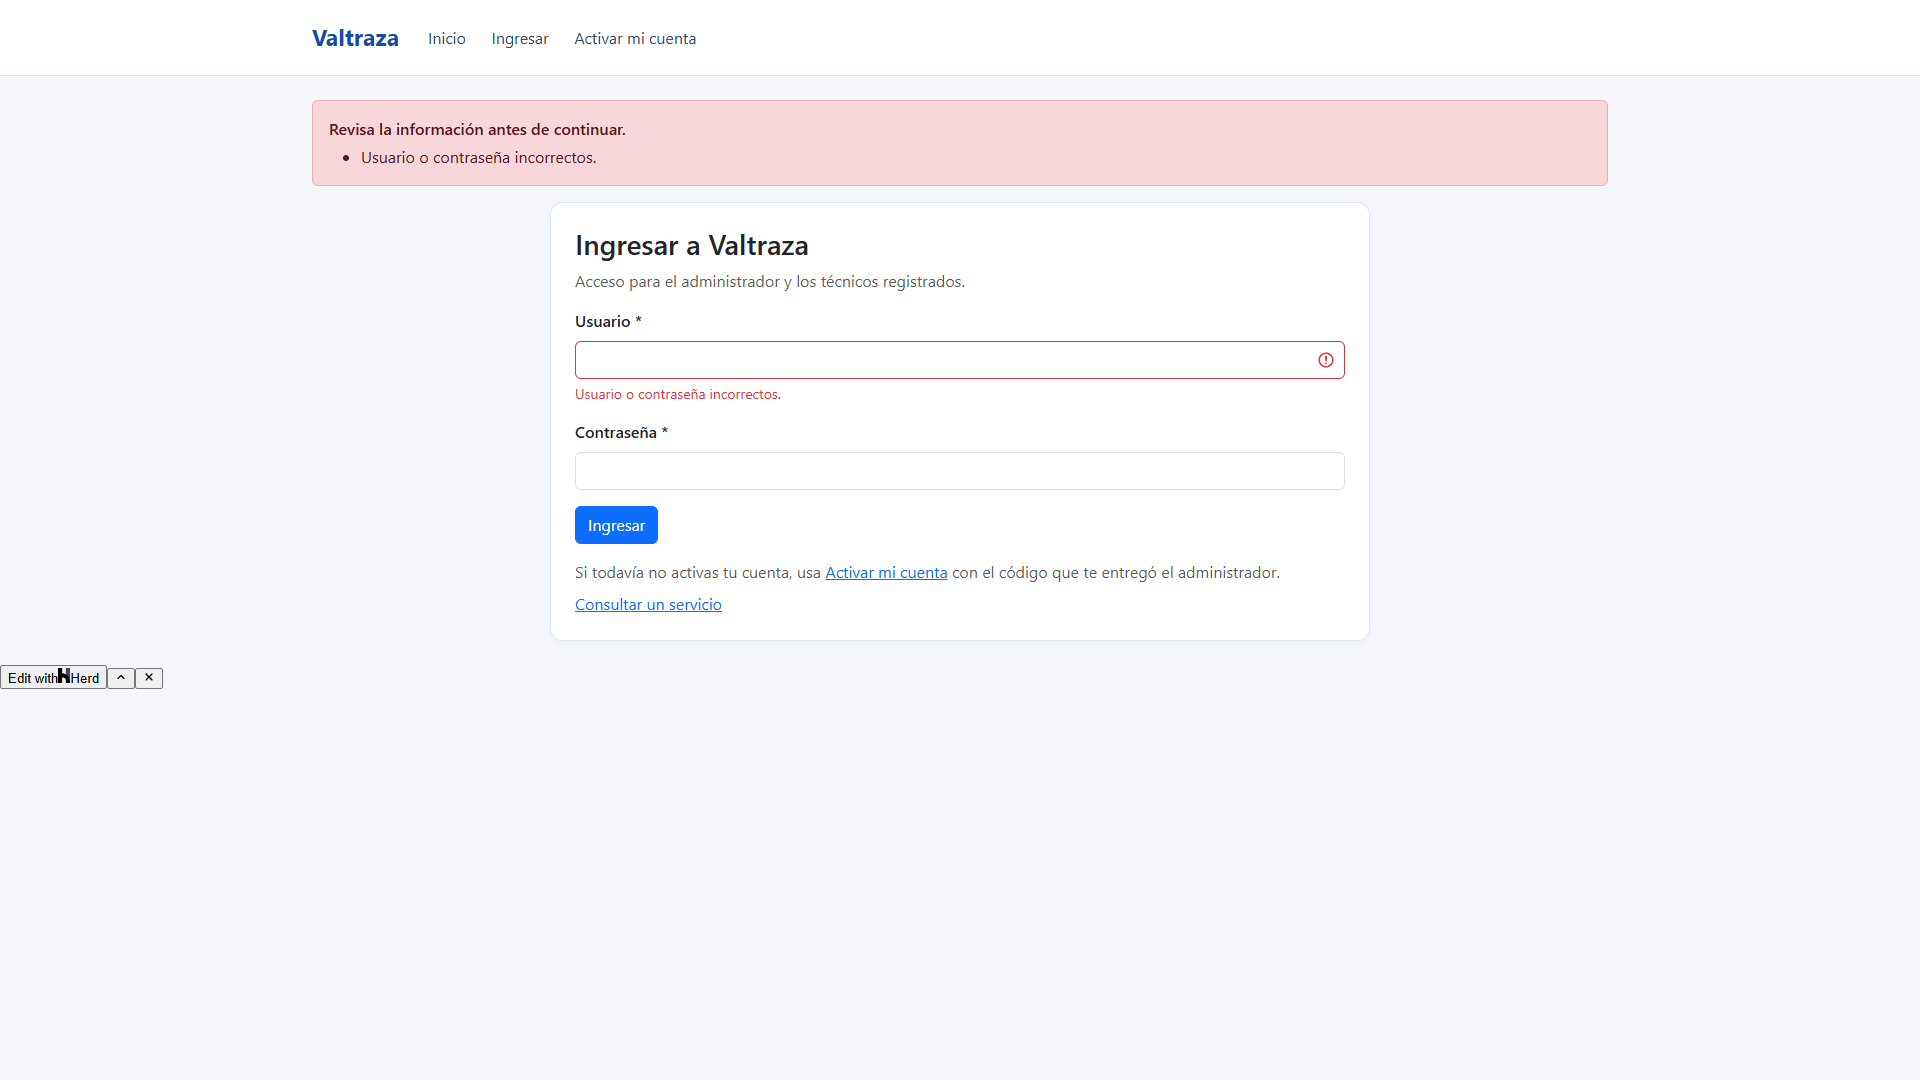 Valtraza Inicio Ingresar Activar mi cuenta
Revisa la información antes de continuar.
• Usuario o contraseña incorrectos.
Ingresar a Valtraza
Acceso para el administrador y los técnicos registrados.
Usuario *
Usuario o contraseña incorrectos.
Contraseña *
Ingresar
Si todavía no activas tu cuenta, usa Activar mi cuenta con el código que te entregó el administrador.
Consultar un servicio
Edit with Herd